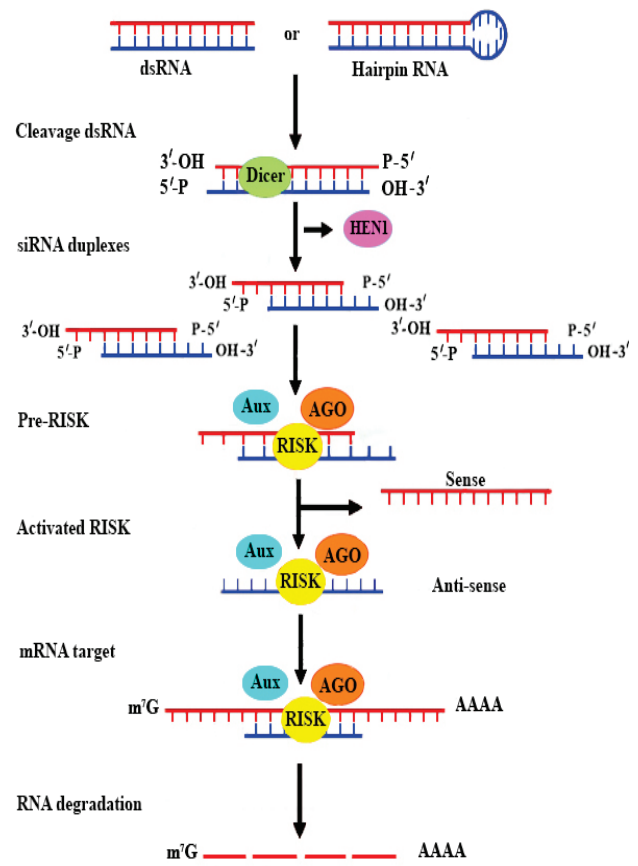 or
dsRNA
Hairpin RNA
Cleavage dsRNA
3′-OH P-5′
Dicer
5′-P OH-3′
HEN1
siRNA duplexes
3′-OH P-5′
5′-P OH-3′
3′-OH P-5′
5′-P OH-3′
3′-OH P-5′
5′-P OH-3′
Aux AGO
Pre-RISK
RISK
Sense
Activated RISK
Aux AGO
RISK
Anti-sense
mRNA target
Aux AGO
m⁷G AAAA
RISK
RNA degradation
m⁷G AAAA